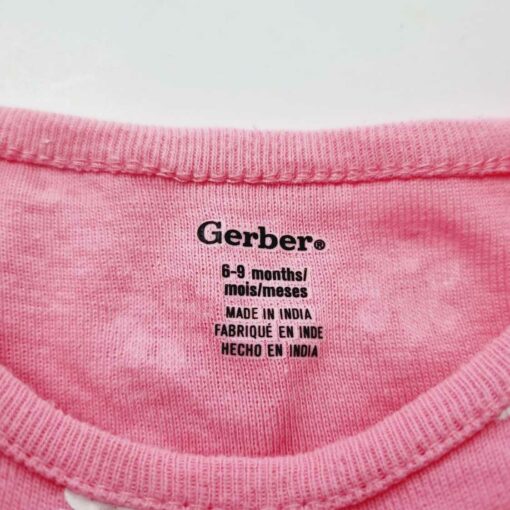 Gerber®
6-9 months/
mois/meses
MADE IN INDIA
FABRIQUÉ EN INDE
HECHO EN INDIA